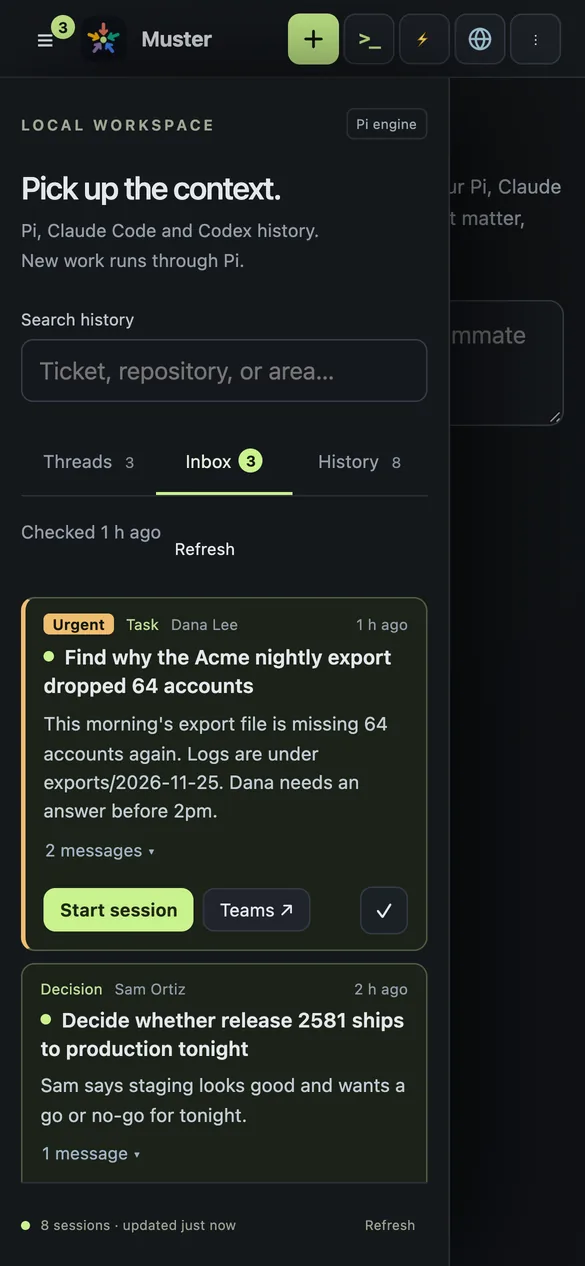 3
Muster
+ >_ ⚡ ⋮
LOCAL WORKSPACE Pi engine
Pick up the context.
ur Pi, Claude
t matter,
Pi, Claude Code and Codex history.
New work runs through Pi.
Search history
mmate
Ticket, repository, or area...
Threads 3 Inbox 3 History 8
Checked 1 h ago
Refresh
Urgent Task Dana Lee 1 h ago
Find why the Acme nightly export
dropped 64 accounts
This morning's export file is missing 64
accounts again. Logs are under
exports/2026-11-25. Dana needs an
answer before 2pm.
2 messages ▾
Start session Teams ↗ ✓
Decision Sam Ortiz 2 h ago
Decide whether release 2581 ships
to production tonight
Sam says staging looks good and wants a
go or no-go for tonight.
1 message ▾
8 sessions · updated just now Refresh